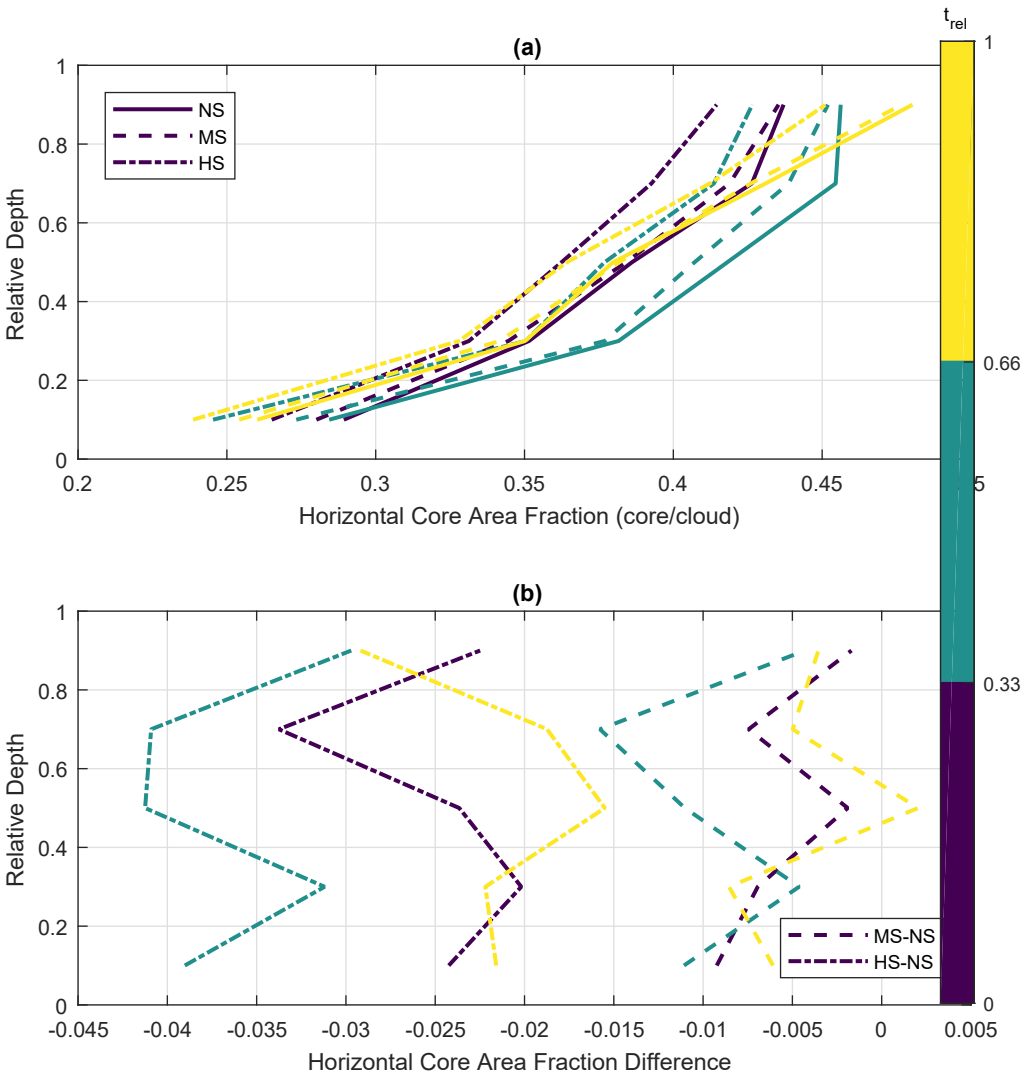 t_rel
(a)
1
0.8
0.6
0.4
0.2
0
Relative Depth
NS
MS
HS
0.2
0.25
0.3
0.35
0.4
0.45
5
Horizontal Core Area Fraction (core/cloud)
1
0.66
0.33
0
(b)
1
0.8
0.6
0.4
0.2
0
Relative Depth
MS-NS
HS-NS
-0.045
-0.04
-0.035
-0.03
-0.025
-0.02
-0.015
-0.01
-0.005
0
0.005
Horizontal Core Area Fraction Difference